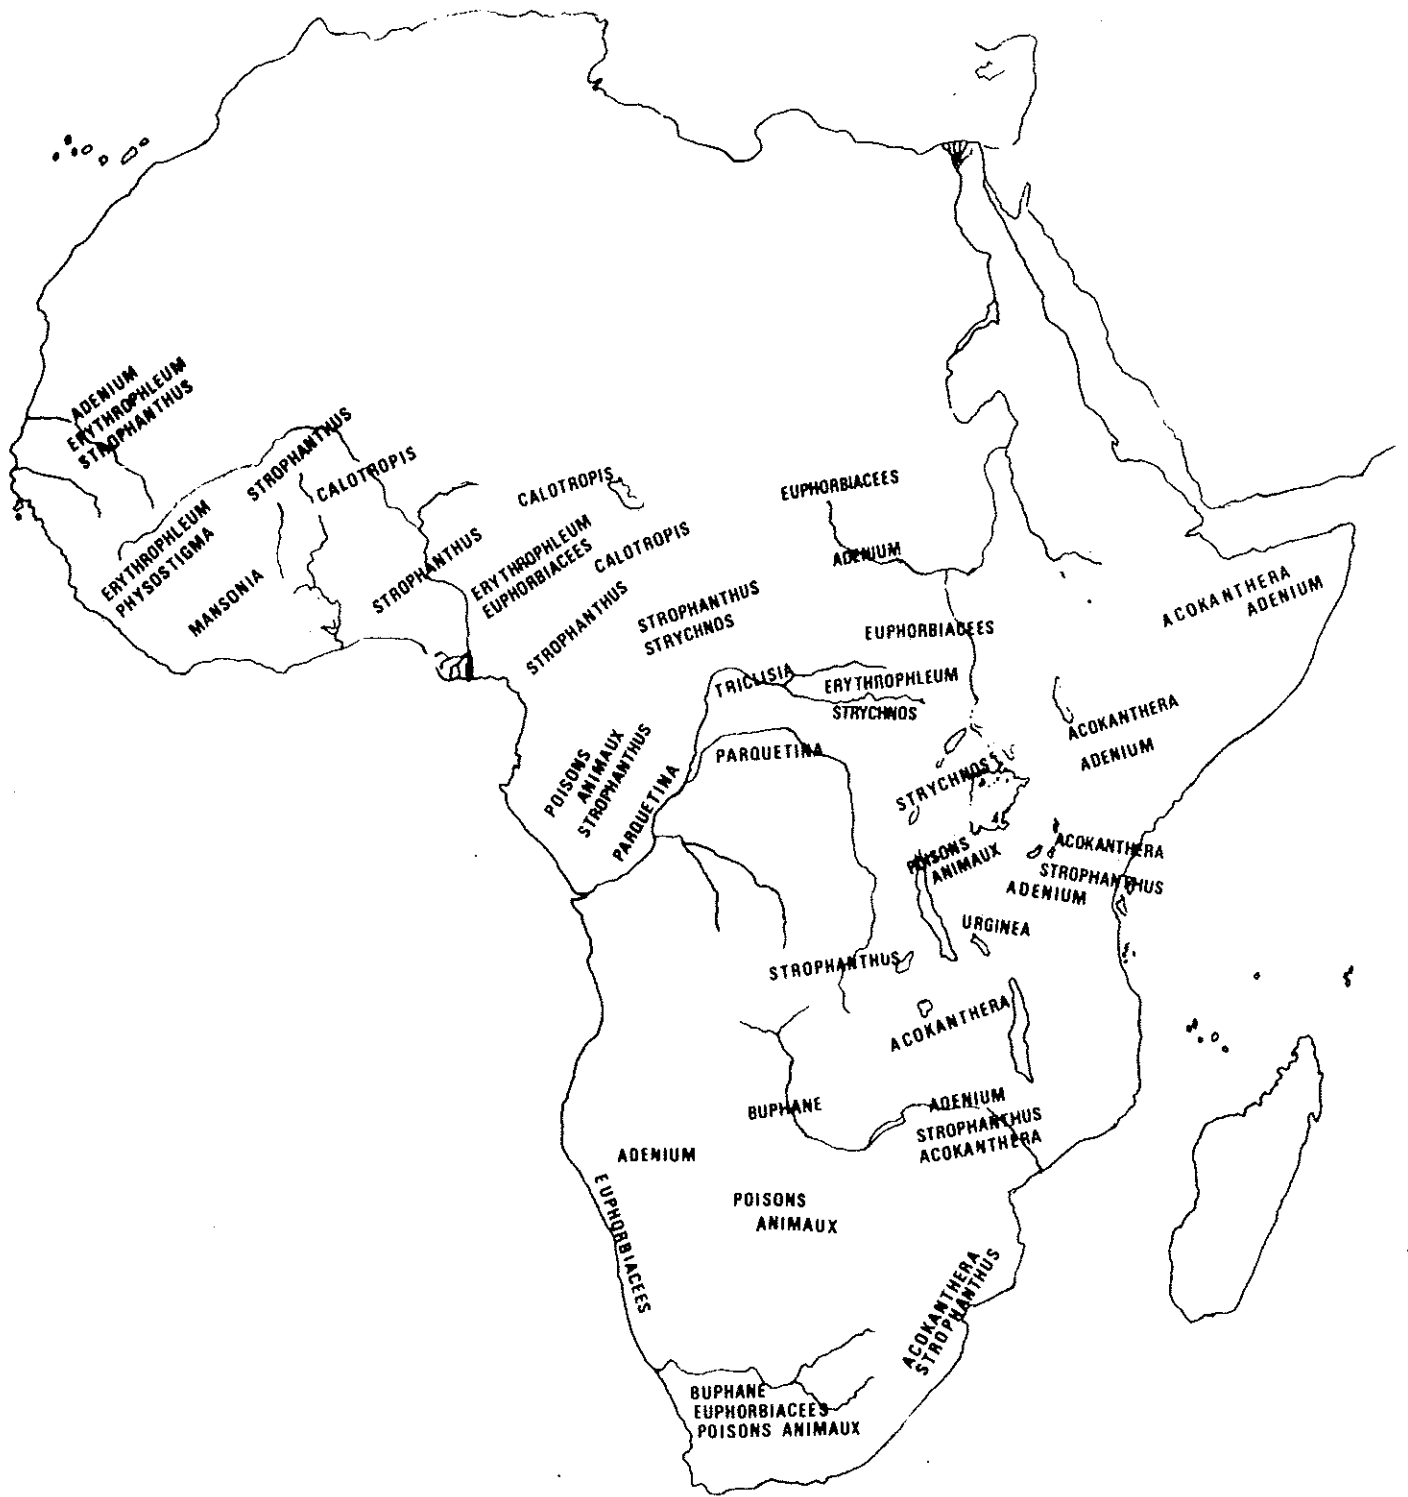 ADENIUM
ERYTHROPHLEUM
STROPHANTHUS
STROPHANTHUS
CALOTROPIS
ERYTHROPHLEUM
PHYSOSTIGMA
MANSONIA
STROPHANTHUS
CALOTROPIS
ERYTHROPHLEUM
EUPHORBIACEES
CALOTROPIS
STROPHANTHUS
STROPHANTHUS
STRYCHNOS
EUPHORBIACEES
ADENIUM
EUPHORBIACEES
ACOKANTHERA
ADENIUM
TRICLISIA
ERYTHROPHLEUM
STRYCHNOS
PARQUETINA
POISONS
ANIMAUX
STROPHANTHUS
PARQUETINA
ACOKANTHERA
ADENIUM
STRYCHNOS
POISONS
ANIMAUX
ACOKANTHERA
STROPHANTHUS
ADENIUM
URGINEA
STROPHANTHUS
ACOKANTHERA
BUPHANE
ADENIUM
STROPHANTHUS
ACOKANTHERA
ADENIUM
EUPHORBIACEES
POISONS
ANIMAUX
ACOKANTHERA
STROPHANTHUS
BUPHANE
EUPHORBIACEES
POISONS ANIMAUX